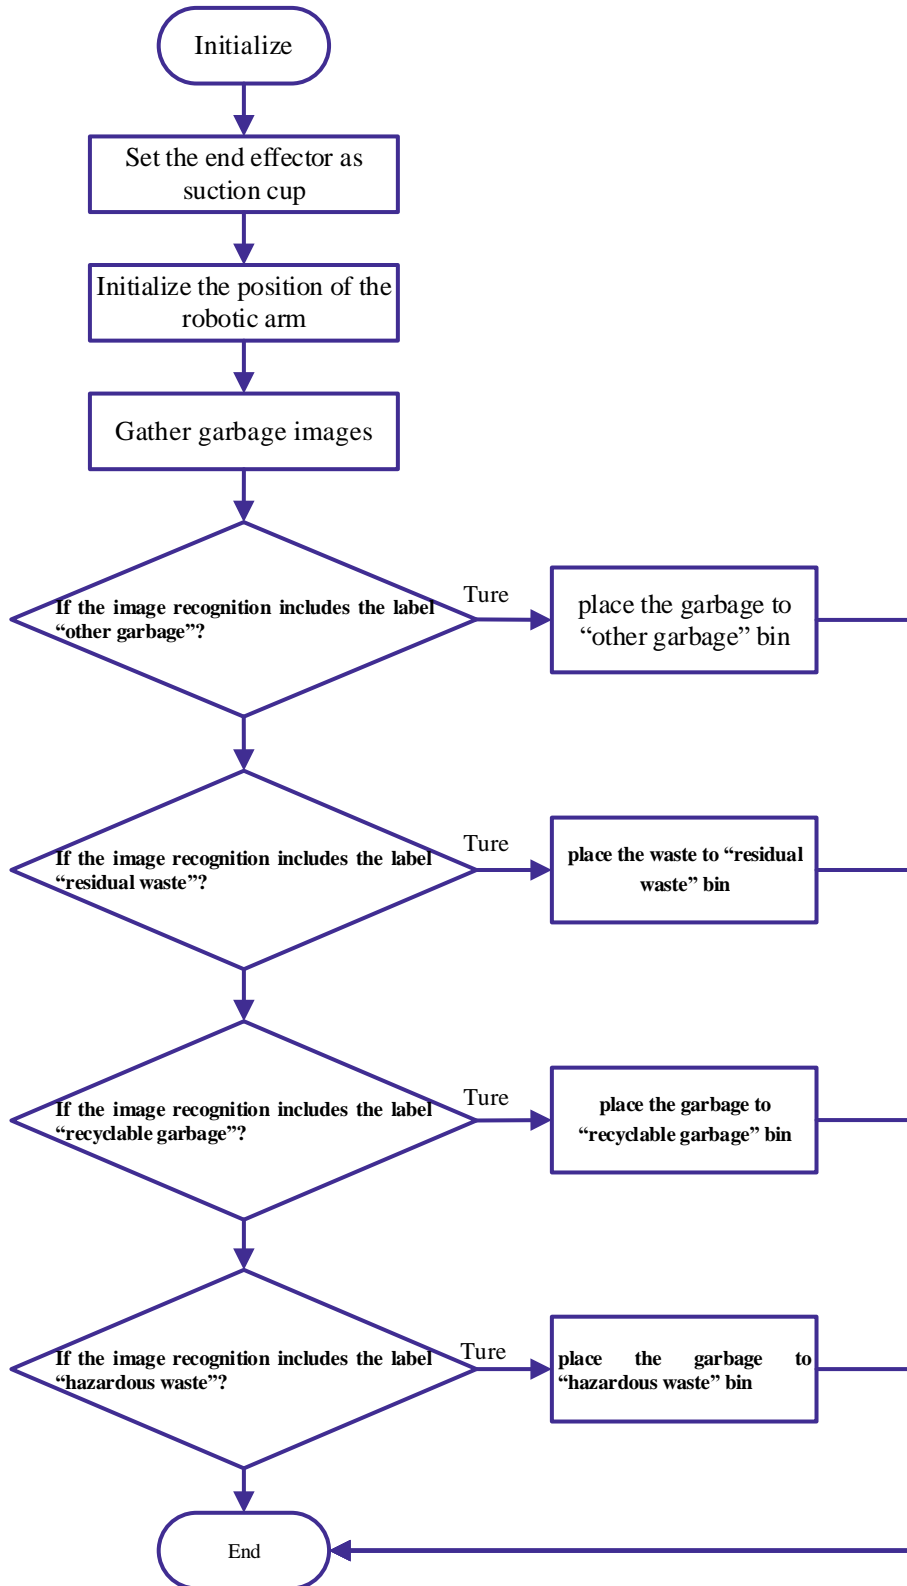 Initialize
Set the end effector as
suction cup
Initialize the position of the
robotic arm
Gather garbage images
If the image recognition includes the label
“other garbage”?
Ture
place the garbage to
“other garbage” bin
If the image recognition includes the label
“residual waste”?
Ture
place the waste to “residual
waste” bin
If the image recognition includes the label
“recyclable garbage”?
Ture
place the garbage to
“recyclable garbage” bin
If the image recognition includes the label
“hazardous waste”?
Ture
place the garbage to
“hazardous waste” bin
End